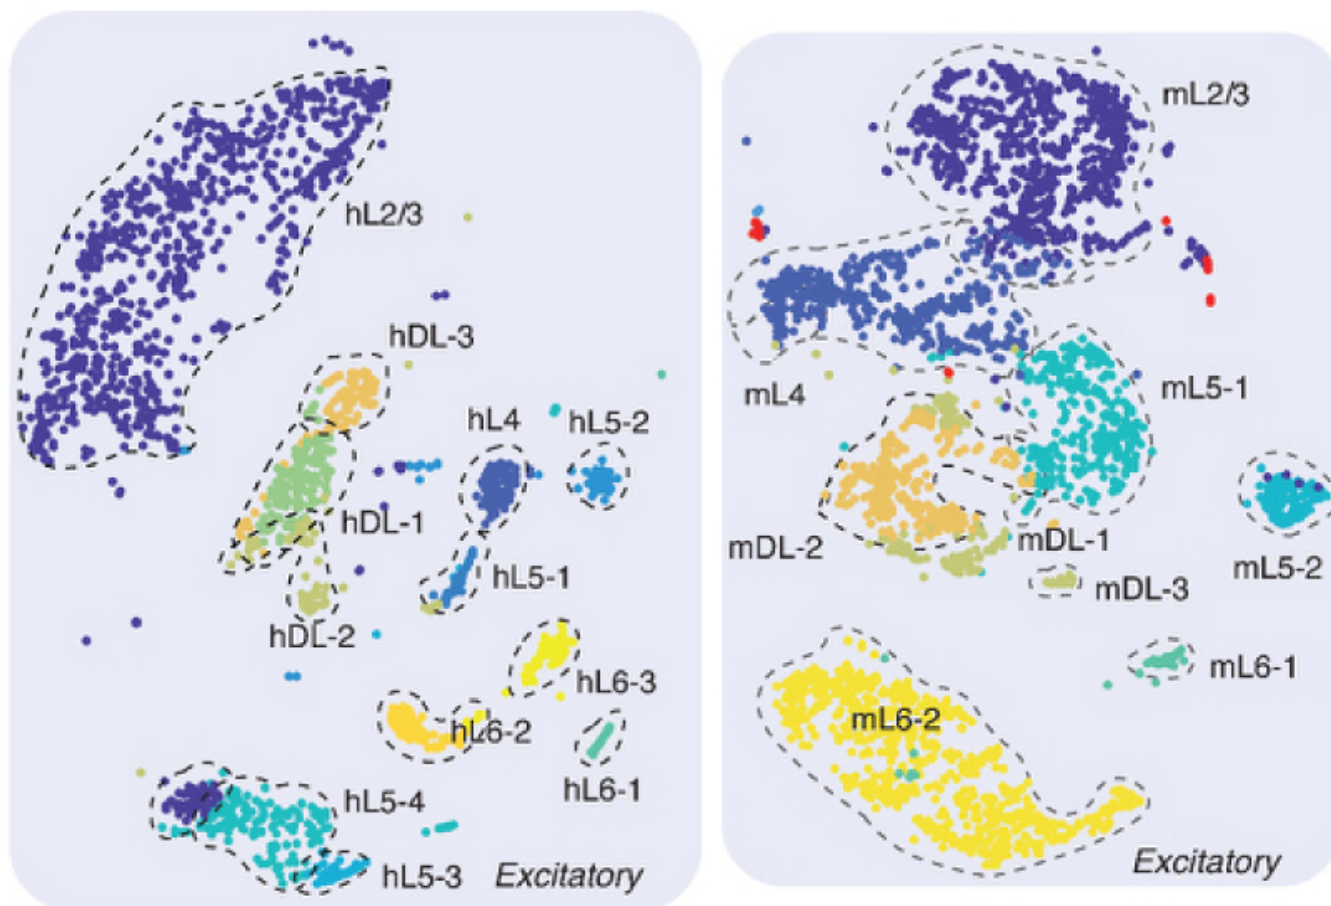 hL2/3
hDL-3
hL4
hL5-2
hDL-1
hL5-1
hDL-2
hL6-3
hL6-2
hL6-1
hL5-4
hL5-3
Excitatory
mL2/3
mL4
mL5-1
mDL-2
mDL-1
mL5-2
mDL-3
mL6-1
mL6-2
Excitatory